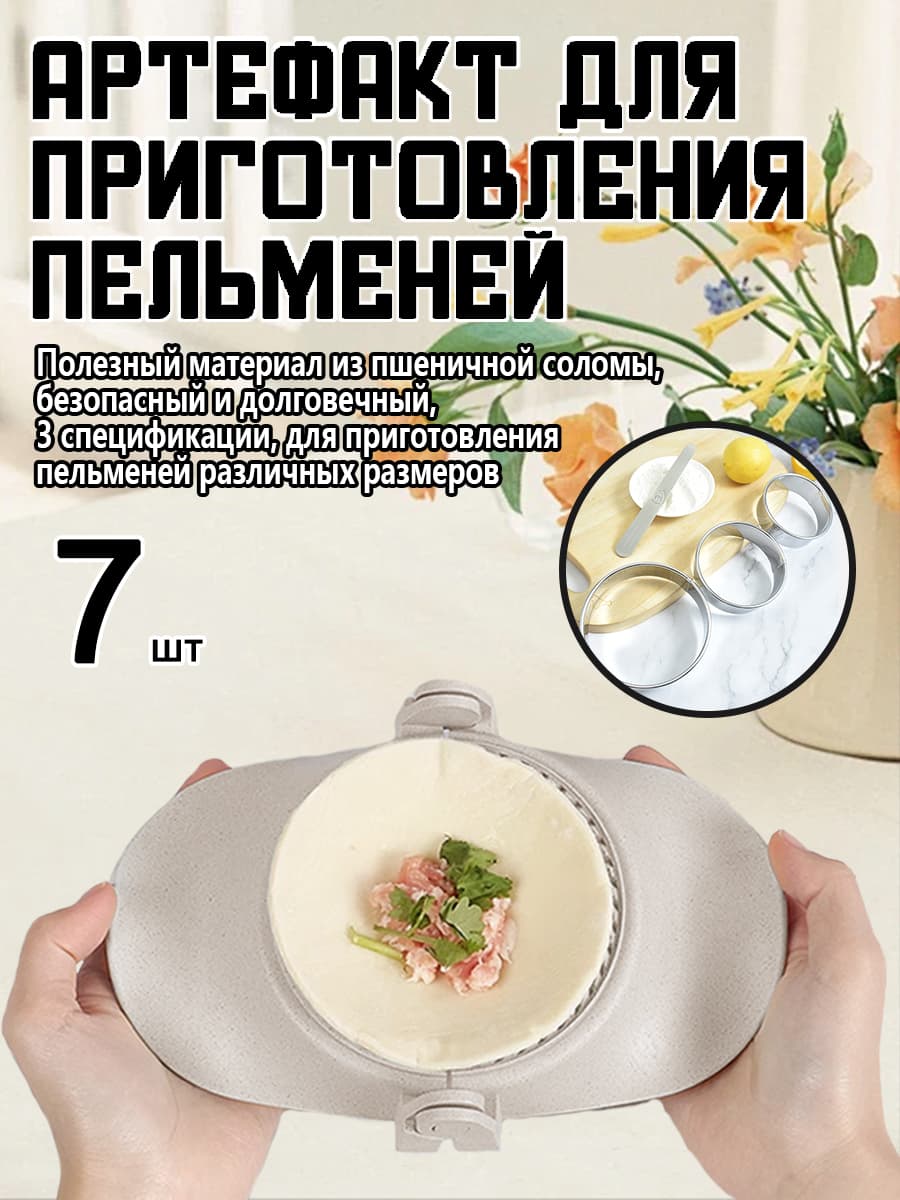 АРТЕФАКТ ДЛЯ
ПРИГОТОВЛЕНИЯ
ПЕЛЬМЕНЕЙ
Полезный материал из пшеничной соломы,
безопасный и долговечный,
3 спецификации, для приготовления
пельменей различных размеров
7 шт